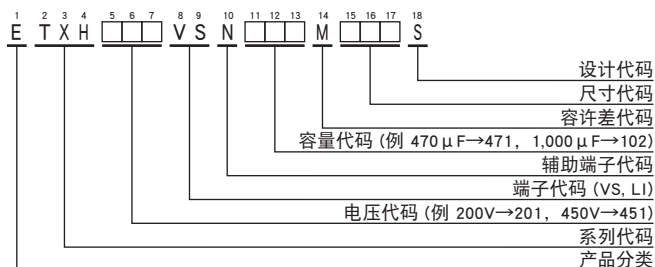 1 2 3 4 5 6 7 8 9 10 11 12 13 14 15 16 17 18
E T X H □□□ V S N □□□ M □□□ S
设计代码
尺寸代码
容许差代码
容量代码 (例 470μF→471, 1,000μF→102)
辅助端子代码
端子代码 (VS, LI)
电压代码 (例 200V→201, 450V→451)
系列代码
产品分类